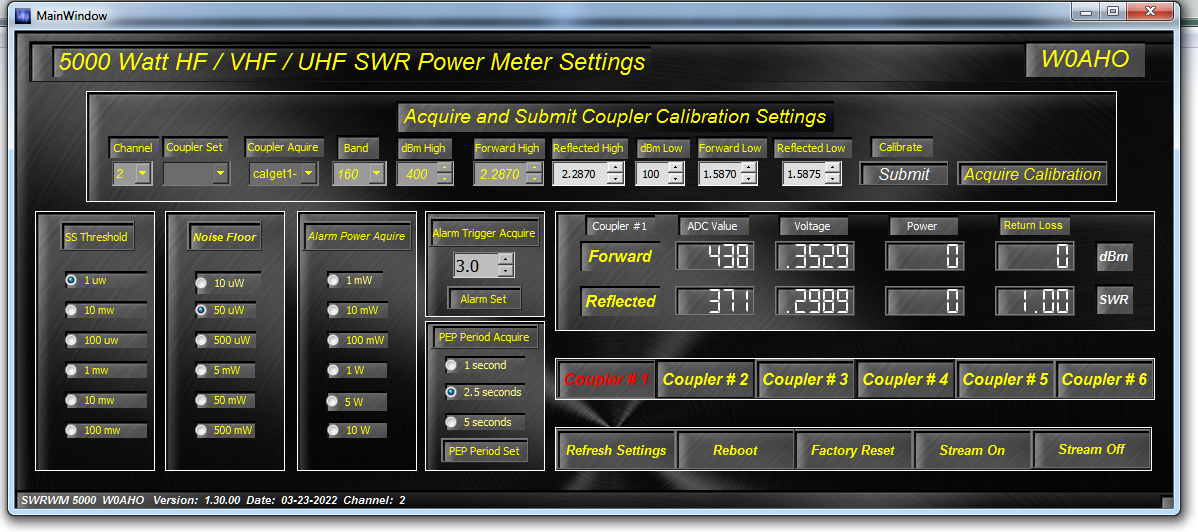 MainWindow
5000 Watt HF / VHF / UHF SWR Power Meter Settings
W0AHO
Acquire and Submit Coupler Calibration Settings
Channel Coupler Set Coupler Aquire Band dBm High Forward High Reflected High dBm Low Forward Low Reflected Low Calibrate
2 calget1- 160 400 2.2870 2.2870 100 1.5870 1.5875 Submit Acquire Calibration
SS Threshold
1 uw
10 mw
100 uw
1 mw
10 mw
100 mw
Noise Floor
10 uW
50 uW
500 uW
5 mW
50 mW
500 mW
Alarm Power Aquire
1 mW
10 mW
100 mW
1 W
5 W
10 W
Alarm Trigger Acquire
3.0
Alarm Set
PEP Period Acquire
1 second
2.5 seconds
5 seconds
PEP Period Set
Coupler #1 ADC Value Voltage Power Return Loss
Forward 438 .3529 0 0 dBm
Reflected 371 .2989 0 1.00 SWR
Coupler # 1 Coupler # 2 Coupler # 3 Coupler # 4 Coupler # 5 Coupler # 6
Refresh Settings Reboot Factory Reset Stream On Stream Off
SWRWM 5000 W0AHO Version: 1.30.00 Date: 03-23-2022 Channel: 2